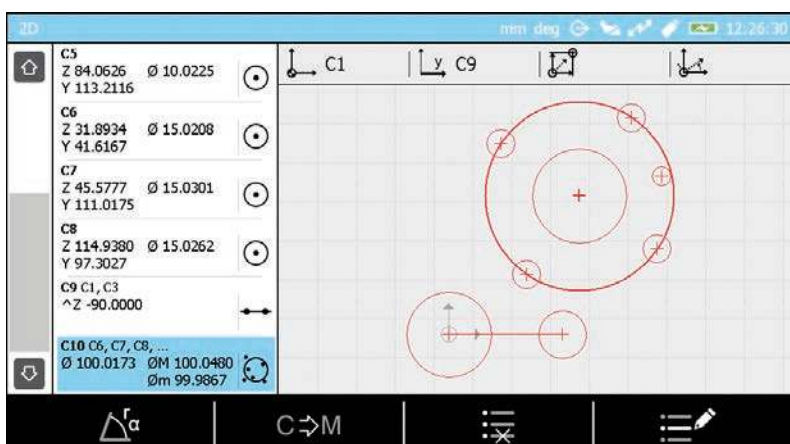 2D mm deg 12:26:30
C5
Z 84.0626 Ø 10.0225
Y 113.2116
C6
Z 31.8934 Ø 15.0208
Y 41.6167
C7
Z 45.5777 Ø 15.0301
Y 111.0175
C8
Z 114.9380 Ø 15.0262
Y 97.3027
C9 C1, C3
^Z -90.0000
C10 C6, C7, C8, ...
Ø 100.0173 ØM 100.0480
Øm 99.9867
C1 y C9
r α C⇨M